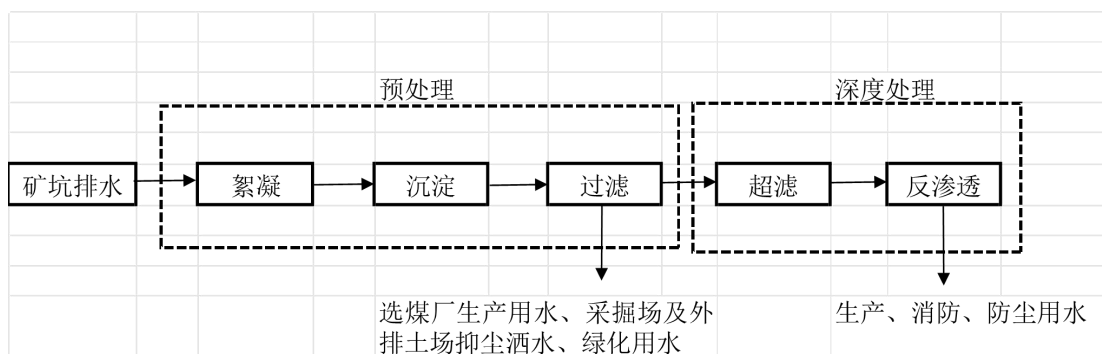 预处理
深度处理
矿坑排水
絮凝
沉淀
过滤
超滤
反渗透
选煤厂生产用水、采掘场及外
排土场抑尘洒水、绿化用水
生产、消防、防尘用水